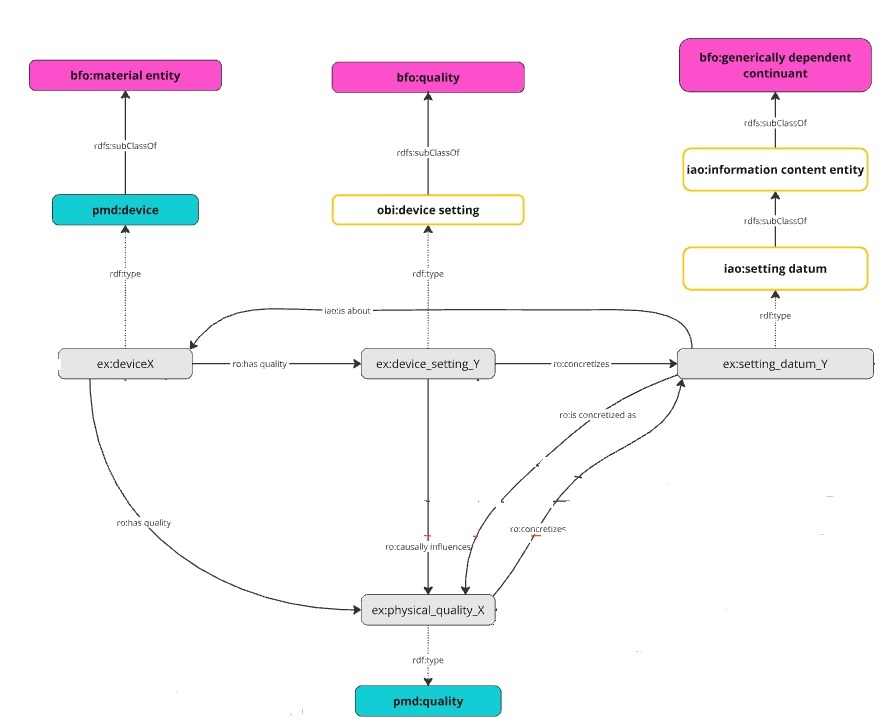 bfo:generically dependent
continuant
bfo:material entity
bfo:quality
rdfs:subClassOf
rdfs:subClassOf
rdfs:subClassOf
iao:information content entity
pmd:device
obi:device setting
rdfs:subClassOf
iao:setting datum
rdf:type
rdf:type
rdf:type
iao:is about
ex:deviceX
ro:has quality
ex:device_setting_Y
ro:concretizes
ex:setting_datum_Y
ro:is concretized as
ro:has quality
ro:concretizes
ro:causally influences
ex:physical_quality_X
rdf:type
pmd:quality